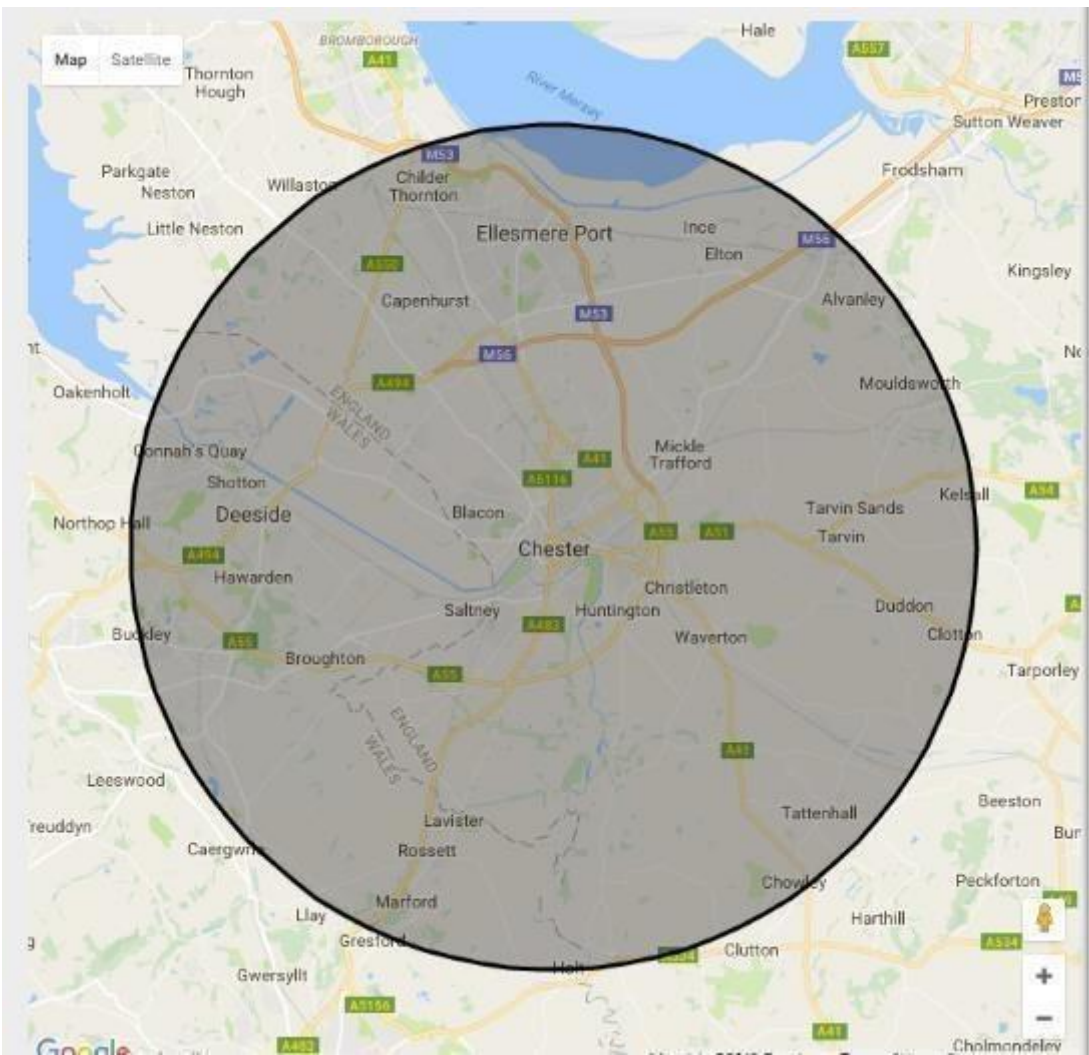 Hale
BROMBOROUGH
A41
A557
Map Satellite
Thornton
Hough
River Mersey
Preston
Sutton Weaver
M53
Parkgate
Neston
Willaston
Childer
Thornton
Frodsham
Little Neston
Ellesmere Port
Ince
M56
Elton
A550
Kingsley
Capenhurst
Alvanley
M53
M56
A494
Oakenholt
Mouldsworth
ENGLAND
WALES
Connah's Quay
Mickle
Trafford
A41
Shotton
A5116
Kelsall
A54
Deeside
Blacon
Tarvin Sands
Northop Hall
A55
A51
Tarvin
Chester
A494
Hawarden
Christleton
Saltney
Huntington
Duddon
A483
Buckley
A55
Waverton
Clotton
Broughton
A55
Tarporley
ENGLAND
WALES
A41
Leeswood
Beeston
Lavister
Tattenhall
reuddyn
Caergwrle
Rossett
Bur
Chowley
Peckforton
Marford
Llay
Harthill
Gresford
A534
Clutton
A534
Holt
Gwersyllt
+
A5156
−
A483
A41
Google
Cholmondeley